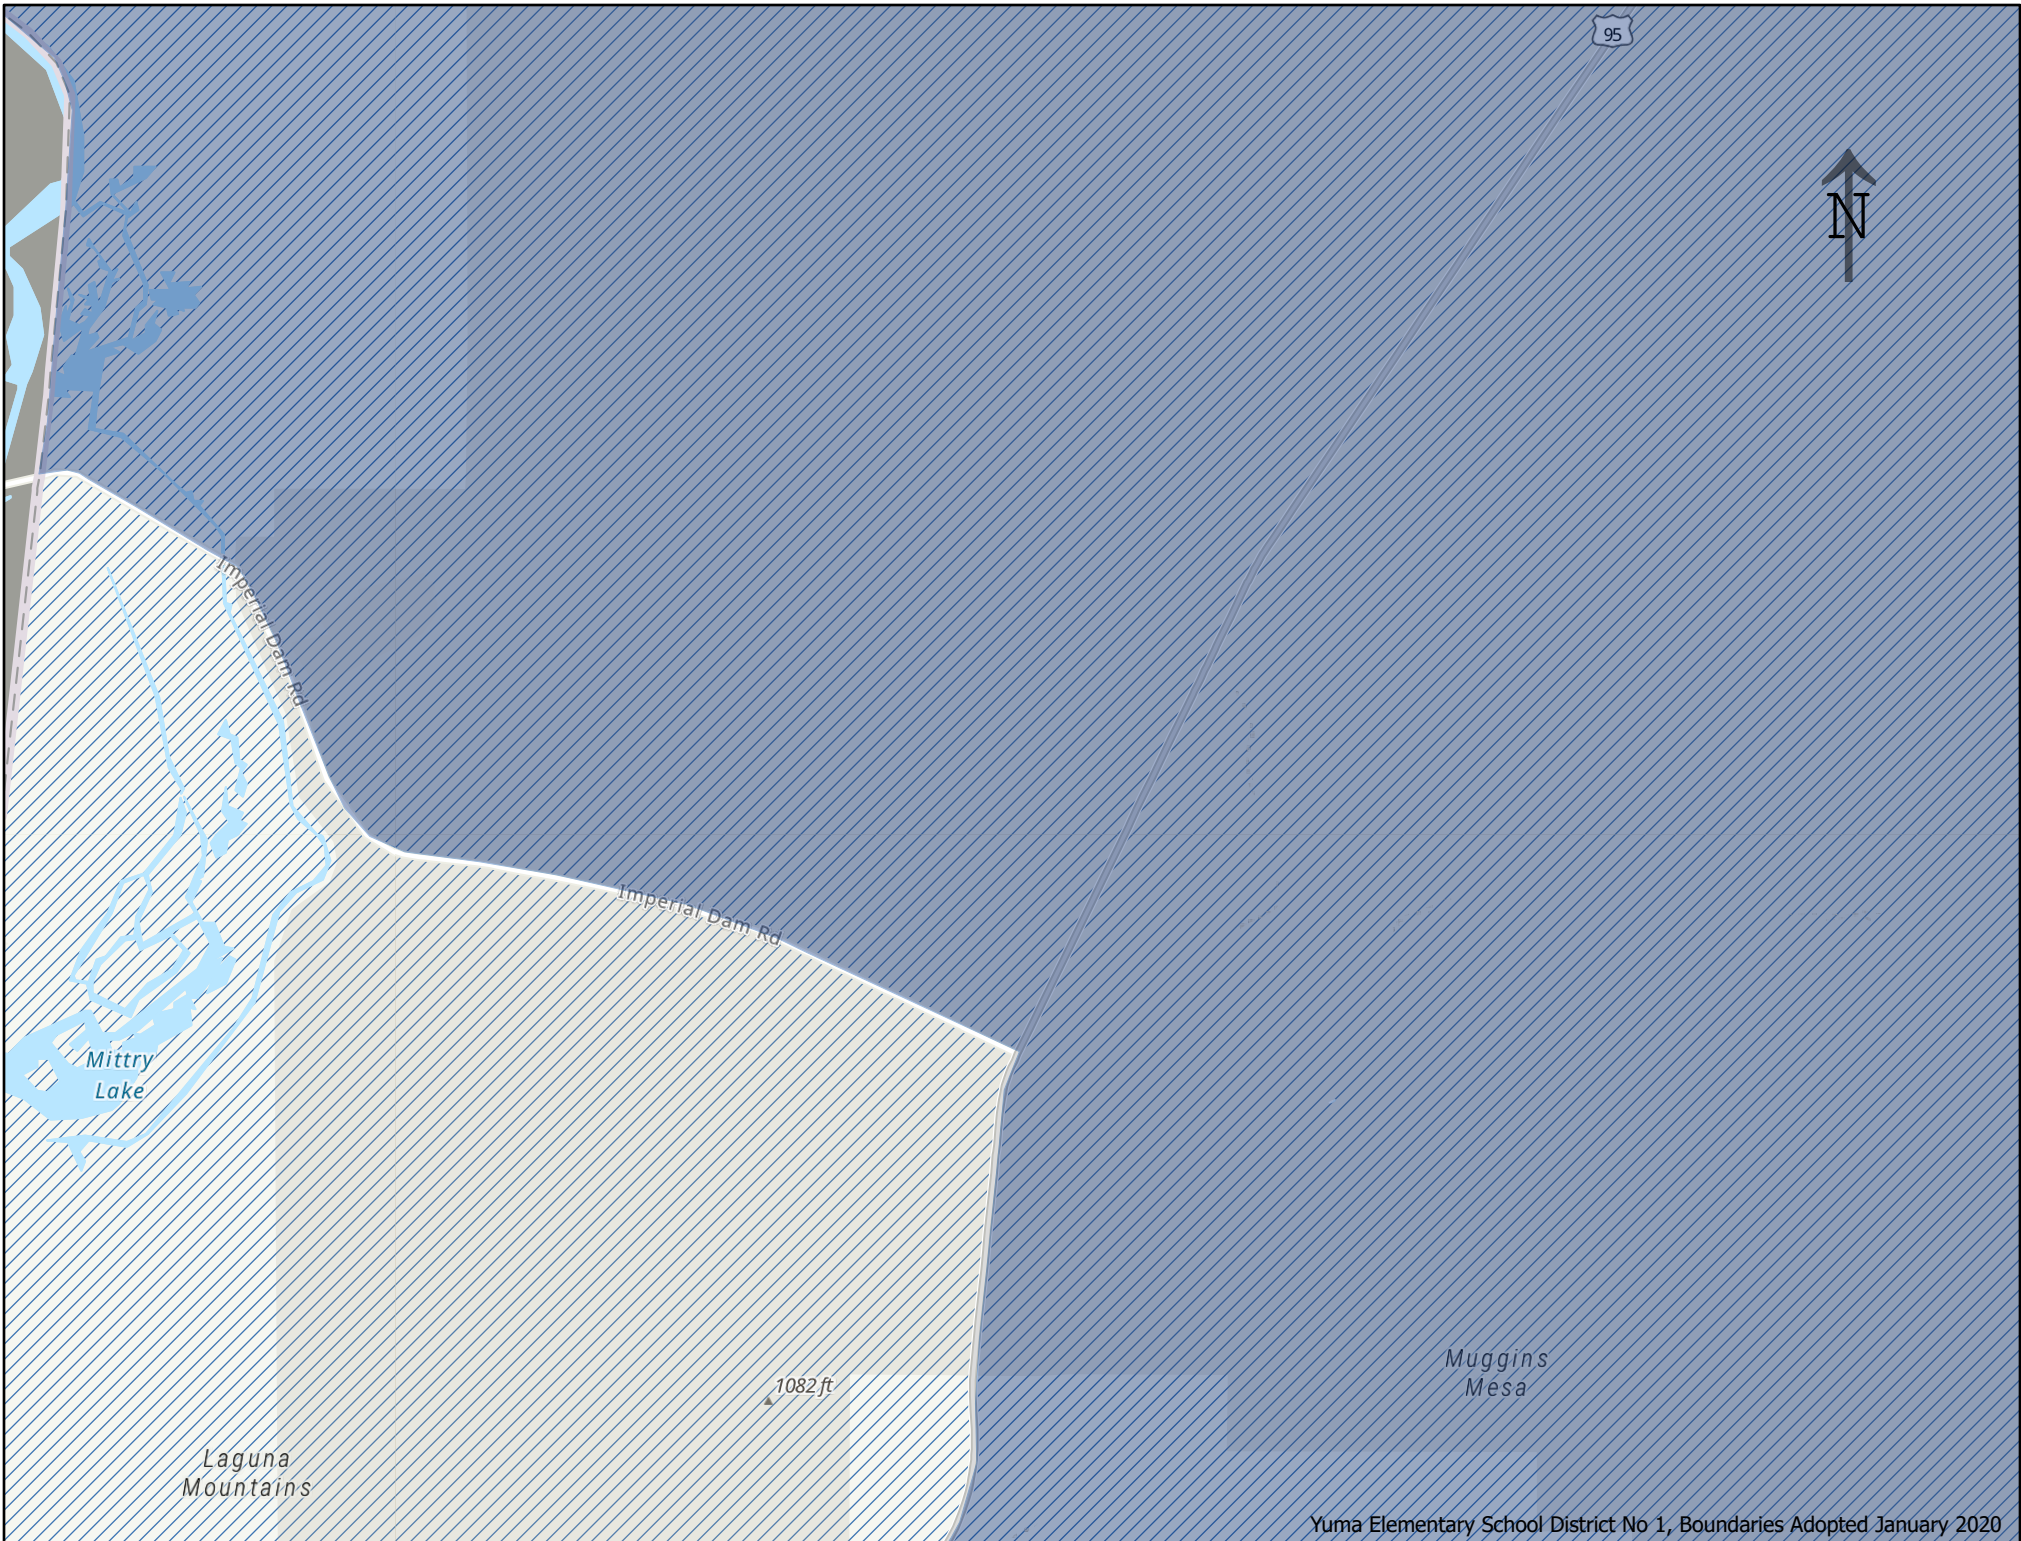 95
N
Imperial Dam Rd
Imperial Dam Rd
Mittry
Lake
Muggins
Mesa
1082 ft
Laguna
Mountains
Yuma Elementary School District No 1, Boundaries Adopted January 2020